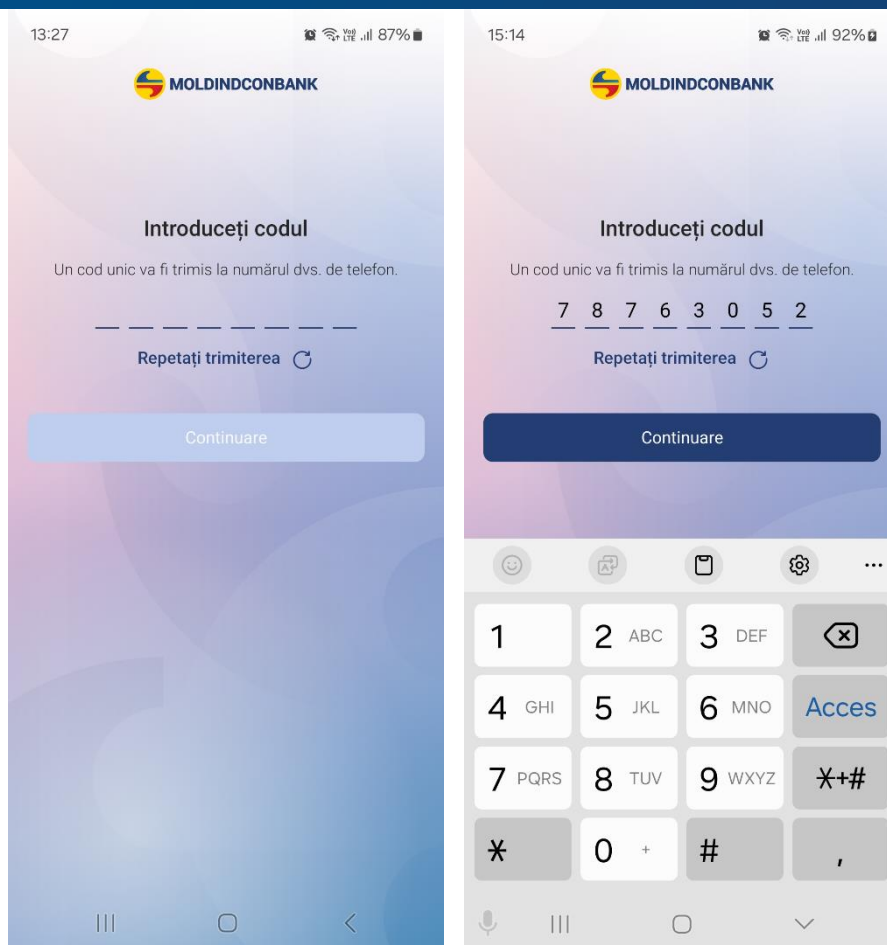 13:27
LTE 87%
MOLDINDCONBANK
Introduceți codul
Un cod unic va fi trimis la numărul dvs. de telefon.
Repetați trimiterea
Continuare
15:14
LTE 92%
MOLDINDCONBANK
Introduceți codul
Un cod unic va fi trimis la numărul dvs. de telefon.
7 8 7 6 3 0 5 2
Repetați trimiterea
Continuare
1 2 ABC 3 DEF
4 GHI 5 JKL 6 MNO Acces
7 PQRS 8 TUV 9 WXYZ *+#
* 0 + # ,